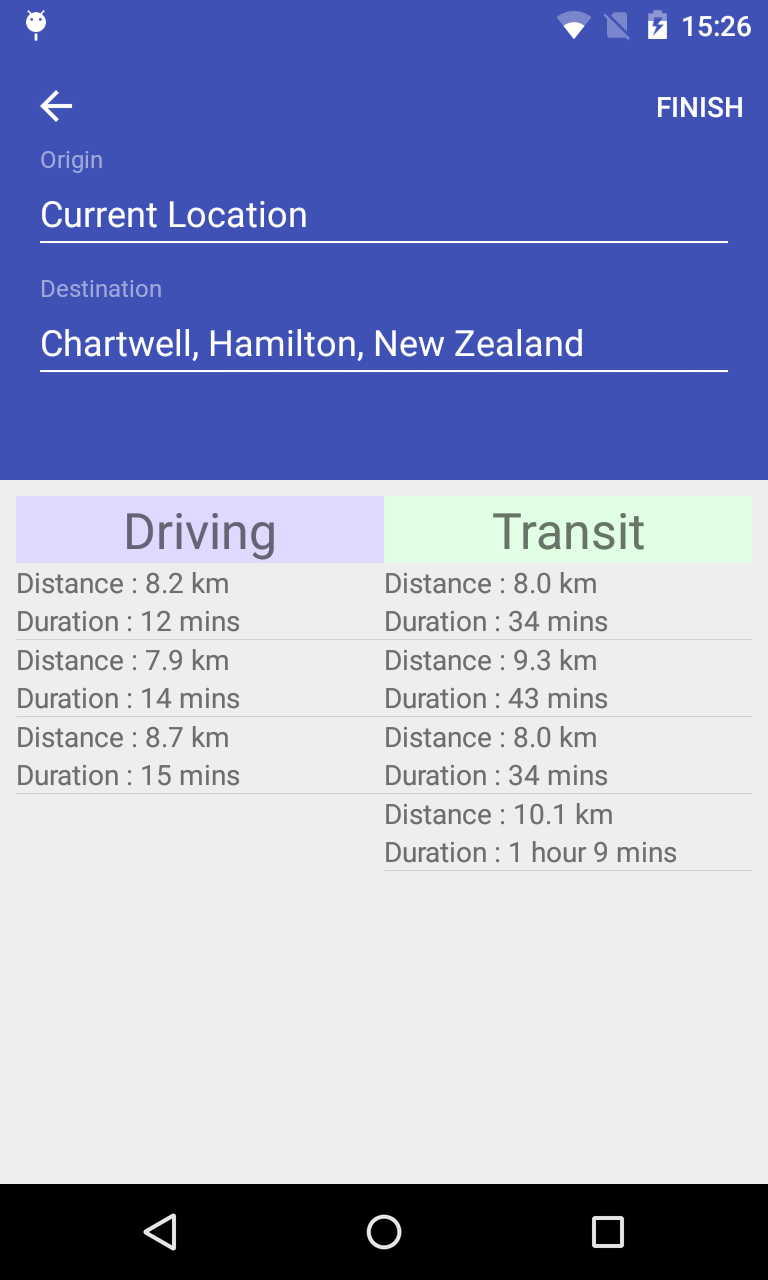 15:26
FINISH
Origin
Current Location
Destination
Chartwell, Hamilton, New Zealand
Driving
Distance : 8.2 km
Duration : 12 mins
Distance : 7.9 km
Duration : 14 mins
Distance : 8.7 km
Duration : 15 mins
Transit
Distance : 8.0 km
Duration : 34 mins
Distance : 9.3 km
Duration : 43 mins
Distance : 8.0 km
Duration : 34 mins
Distance : 10.1 km
Duration : 1 hour 9 mins